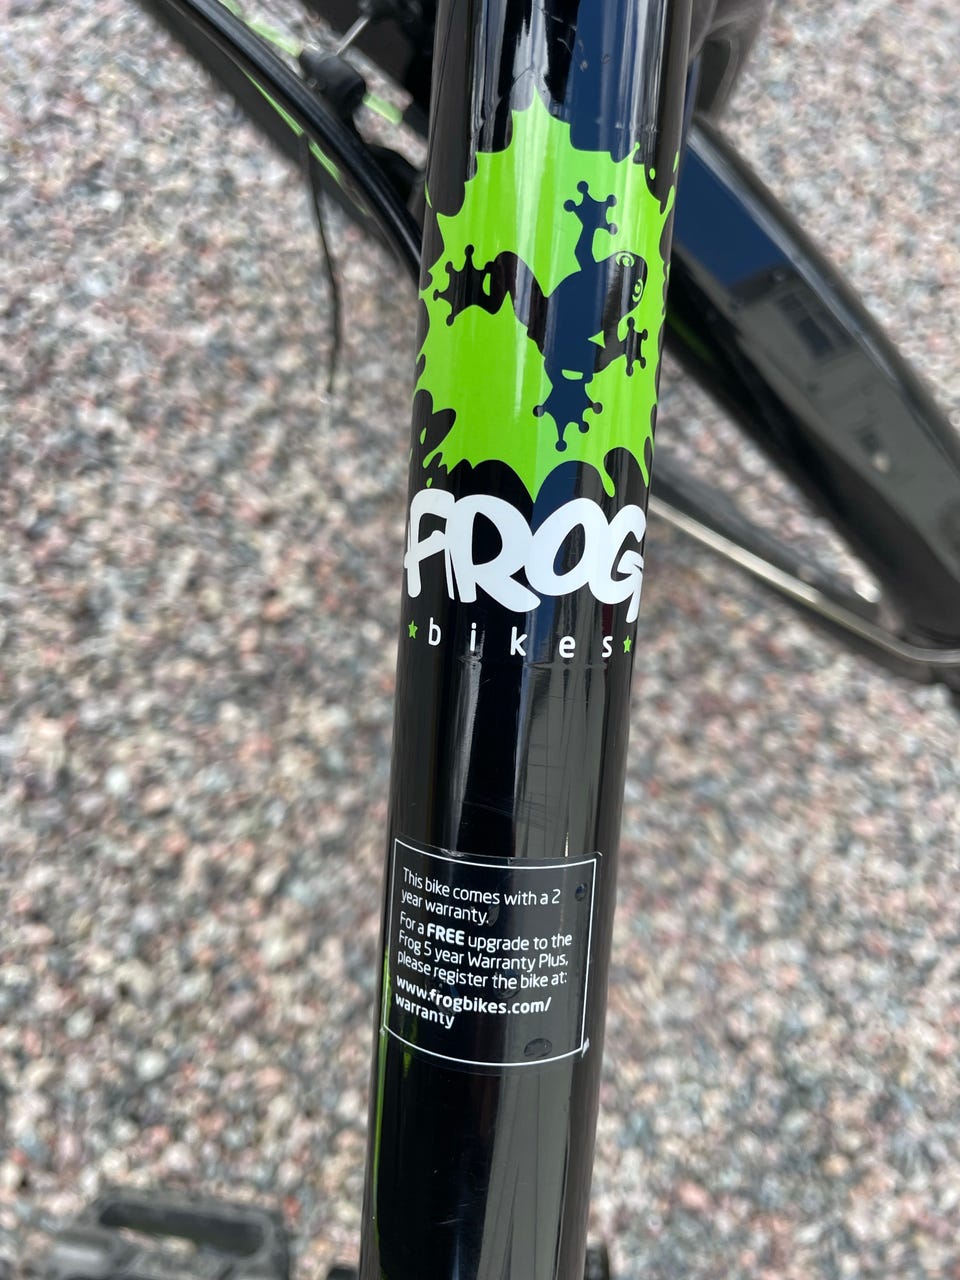 FROG
bikes
This bike comes with a 2
year warranty.
For a FREE upgrade to the
Frog 5 year Warranty Plus,
please register the bike at:
www.frogbikes.com/
warranty